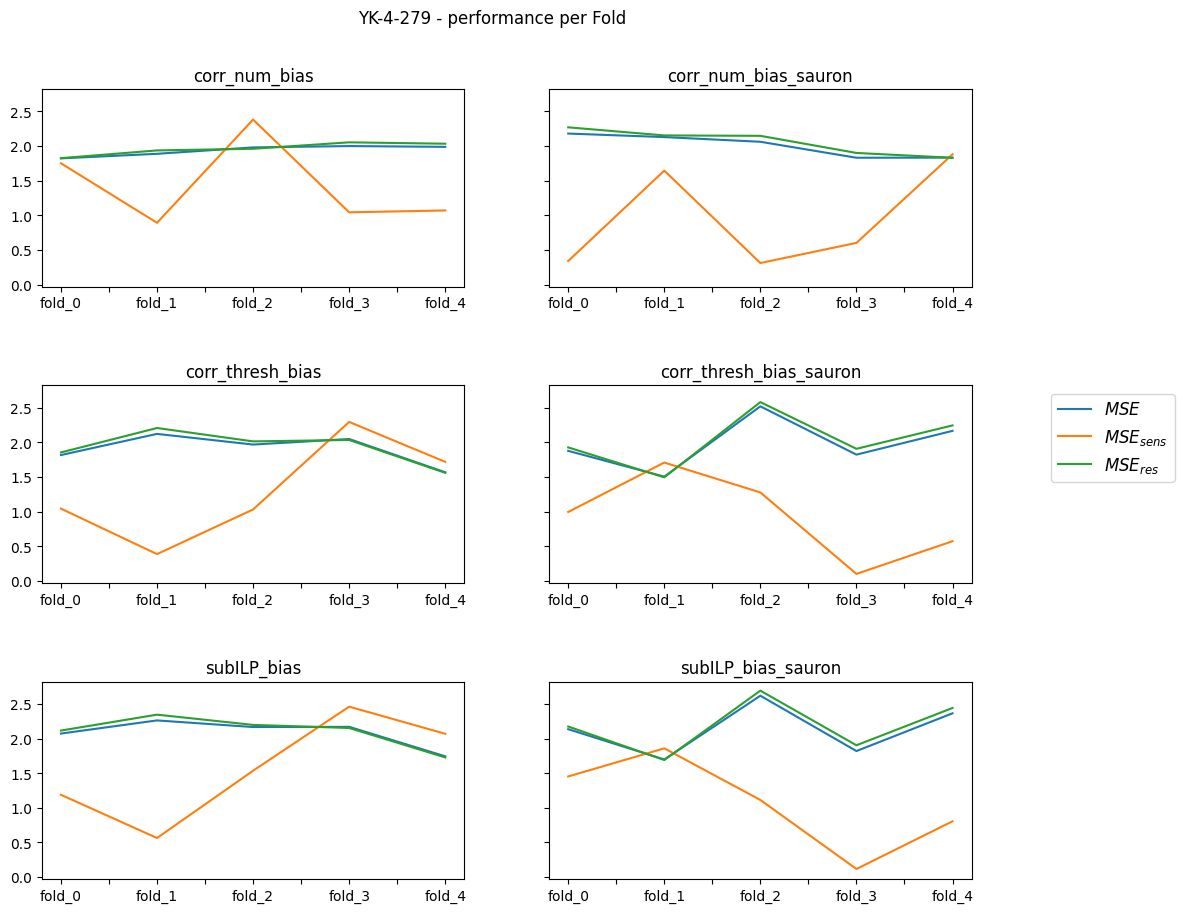 YK-4-279 - performance per Fold
corr_num_bias
2.5
2.0
1.5
1.0
0.5
0.0
fold_0 fold_1 fold_2 fold_3 fold_4
corr_num_bias_sauron
fold_0 fold_1 fold_2 fold_3 fold_4
corr_thresh_bias
2.5
2.0
1.5
1.0
0.5
0.0
fold_0 fold_1 fold_2 fold_3 fold_4
corr_thresh_bias_sauron
fold_0 fold_1 fold_2 fold_3 fold_4
MSE
MSE_sens
MSE_res
subILP_bias
2.5
2.0
1.5
1.0
0.5
0.0
fold_0 fold_1 fold_2 fold_3 fold_4
subILP_bias_sauron
fold_0 fold_1 fold_2 fold_3 fold_4